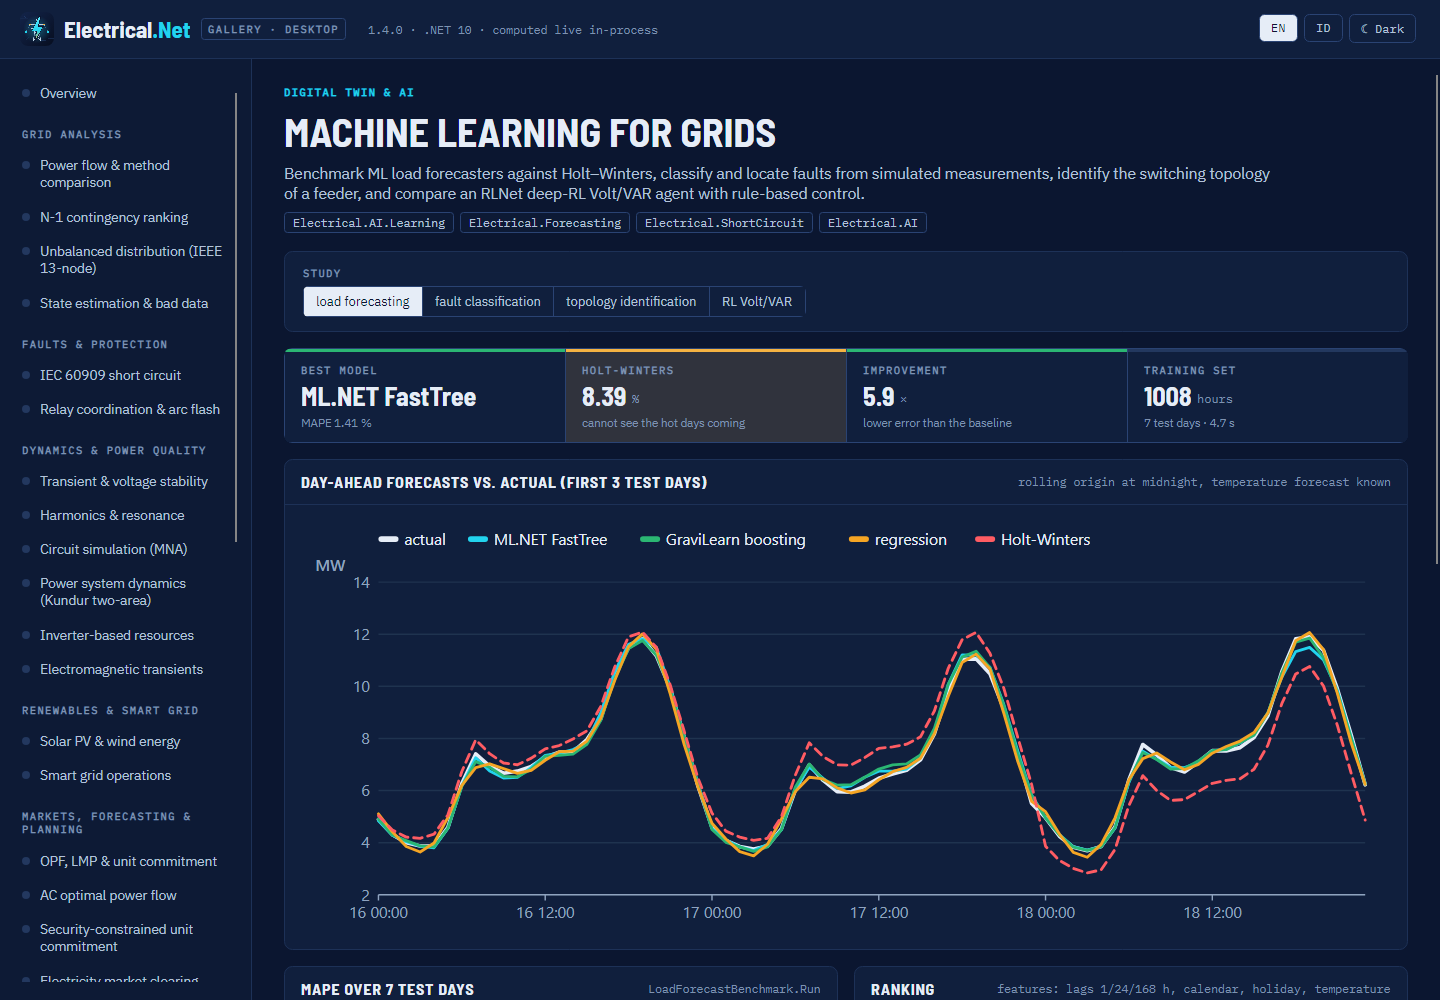 Electrical.Net
GALLERY · DESKTOP
1.4.0 · .NET 10 · computed live in-process
EN
ID
☾ Dark
Overview
GRID ANALYSIS
Power flow & method
comparison
N-1 contingency ranking
Unbalanced distribution (IEEE
13-node)
State estimation & bad data
FAULTS & PROTECTION
IEC 60909 short circuit
Relay coordination & arc flash
DYNAMICS & POWER QUALITY
Transient & voltage stability
Harmonics & resonance
Circuit simulation (MNA)
Power system dynamics
(Kundur two-area)
Inverter-based resources
Electromagnetic transients
RENEWABLES & SMART GRID
Solar PV & wind energy
Smart grid operations
MARKETS, FORECASTING &
PLANNING
OPF, LMP & unit commitment
AC optimal power flow
Security-constrained unit
commitment
Electricity market clearing
DIGITAL TWIN & AI
MACHINE LEARNING FOR GRIDS
Benchmark ML load forecasters against Holt–Winters, classify and locate faults from simulated measurements, identify the switching topology
of a feeder, and compare an RLNet deep-RL Volt/VAR agent with rule-based control.
Electrical.AI.Learning
Electrical.Forecasting
Electrical.ShortCircuit
Electrical.AI
STUDY
load forecasting
fault classification
topology identification
RL Volt/VAR
BEST MODEL
ML.NET FastTree
MAPE 1.41 %
HOLT-WINTERS
8.39 %
cannot see the hot days coming
IMPROVEMENT
5.9 ×
lower error than the baseline
TRAINING SET
1008 hours
7 test days · 4.7 s
DAY-AHEAD FORECASTS VS. ACTUAL (FIRST 3 TEST DAYS)
rolling origin at midnight, temperature forecast known
actual
ML.NET FastTree
GraviLearn boosting
regression
Holt-Winters
MW
14
12
10
8
6
4
2
16 00:00
16 12:00
17 00:00
17 12:00
18 00:00
18 12:00
MAPE OVER 7 TEST DAYS
LoadForecastBenchmark.Run
RANKING
features: lags 1/24/168 h, calendar, holiday, temperature